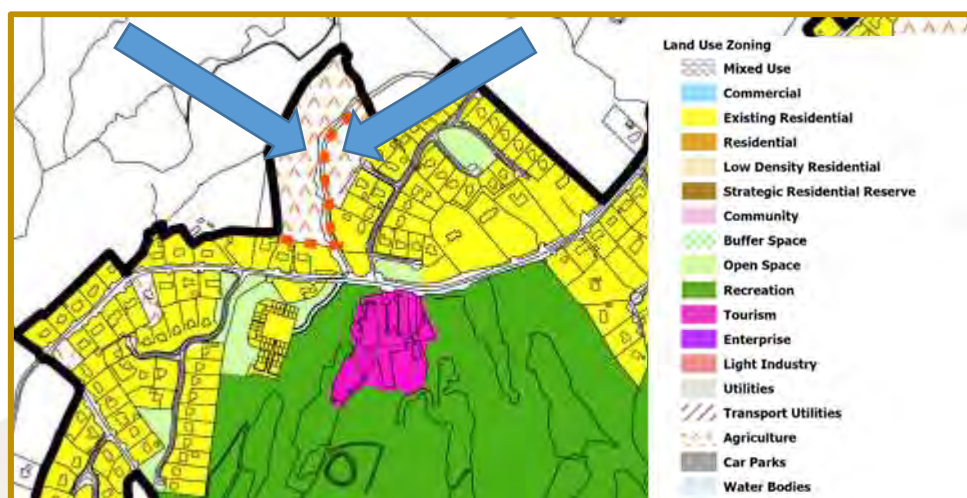 Land Use Zoning
Mixed Use
Commercial
Existing Residential
Residential
Low Density Residential
Strategic Residential Reserve
Community
Buffer Space
Open Space
Recreation
Tourism
Enterprise
Light Industry
Utilities
Transport Utilities
Agriculture
Car Parks
Water Bodies